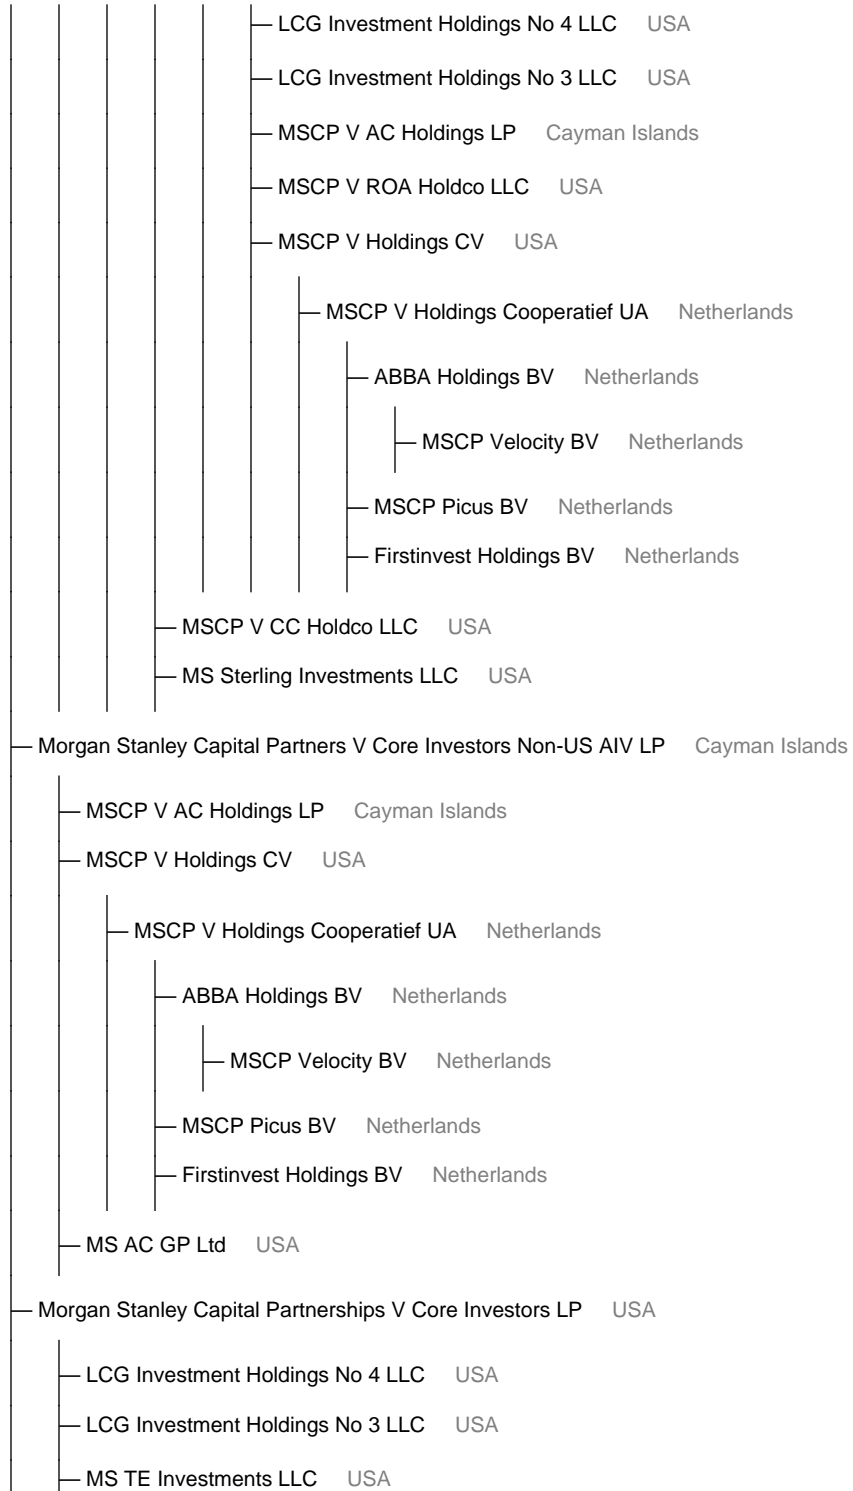 LCG Investment Holdings No 4 LLC USA
LCG Investment Holdings No 3 LLC USA
MSCP V AC Holdings LP Cayman Islands
MSCP V ROA Holdco LLC USA
MSCP V Holdings CV USA
MSCP V Holdings Cooperatief UA Netherlands
ABBA Holdings BV Netherlands
MSCP Velocity BV Netherlands
MSCP Picus BV Netherlands
Firstinvest Holdings BV Netherlands
MSCP V CC Holdco LLC USA
MS Sterling Investments LLC USA
Morgan Stanley Capital Partners V Core Investors Non-US AIV LP Cayman Islands
MSCP V AC Holdings LP Cayman Islands
MSCP V Holdings CV USA
MSCP V Holdings Cooperatief UA Netherlands
ABBA Holdings BV Netherlands
MSCP Velocity BV Netherlands
MSCP Picus BV Netherlands
Firstinvest Holdings BV Netherlands
MS AC GP Ltd USA
Morgan Stanley Capital Partnerships V Core Investors LP USA
LCG Investment Holdings No 4 LLC USA
LCG Investment Holdings No 3 LLC USA
MS TE Investments LLC USA